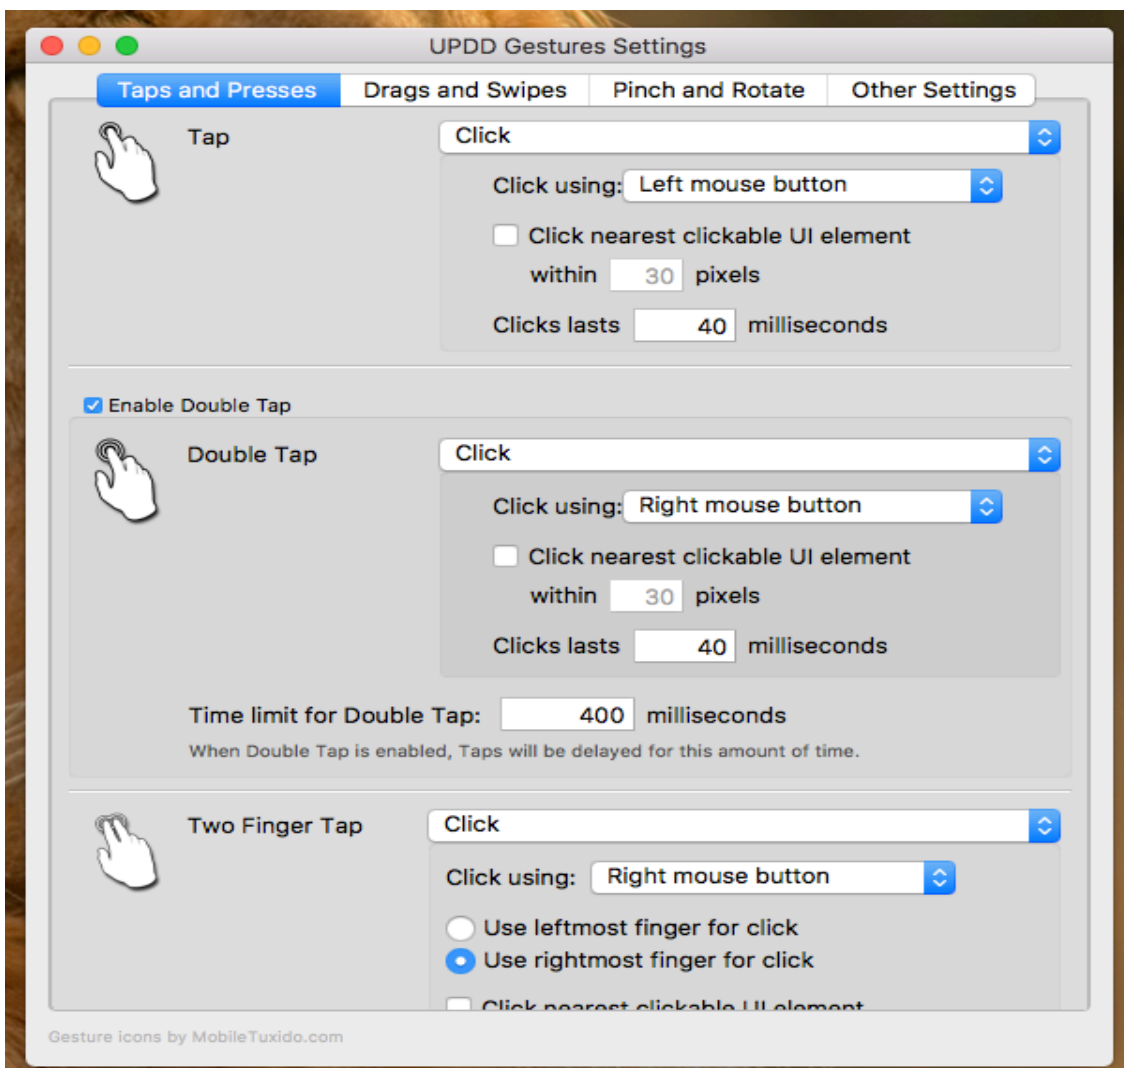 UPDD Gestures Settings
Taps and Presses Drags and Swipes Pinch and Rotate Other Settings
Tap Click
Click using: Left mouse button
Click nearest clickable UI element
within 30 pixels
Clicks lasts 40 milliseconds
Enable Double Tap
Double Tap Click
Click using: Right mouse button
Click nearest clickable UI element
within 30 pixels
Clicks lasts 40 milliseconds
Time limit for Double Tap: 400 milliseconds
When Double Tap is enabled, Taps will be delayed for this amount of time.
Two Finger Tap Click
Click using: Right mouse button
Use leftmost finger for click
Use rightmost finger for click
Click nearest clickable UI element
Gesture icons by MobileTuxido.com